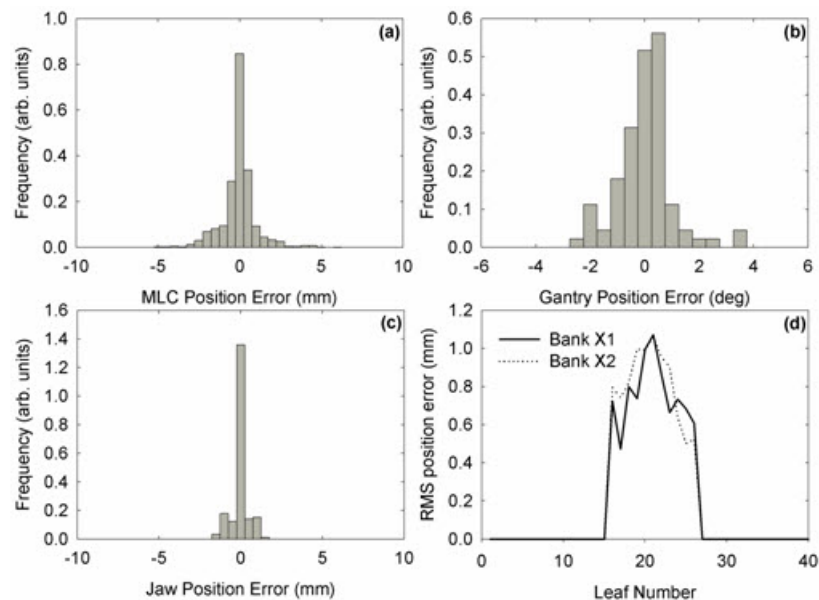 (a)
Frequency (arb. units)
1.0
0.8
0.6
0.4
0.2
0.0
-10 -5 0 5 10
MLC Position Error (mm)
(b)
Frequency (arb. units)
0.6
0.5
0.4
0.3
0.2
0.1
0.0
-6 -4 -2 0 2 4 6
Gantry Position Error (deg)
(c)
Frequency (arb. units)
1.6
1.4
1.2
1.0
0.8
0.6
0.4
0.2
0.0
-10 -5 0 5 10
Jaw Position Error (mm)
(d)
Bank X1
Bank X2
RMS position error (mm)
1.2
1.0
0.8
0.6
0.4
0.2
0.0
0 10 20 30 40
Leaf Number